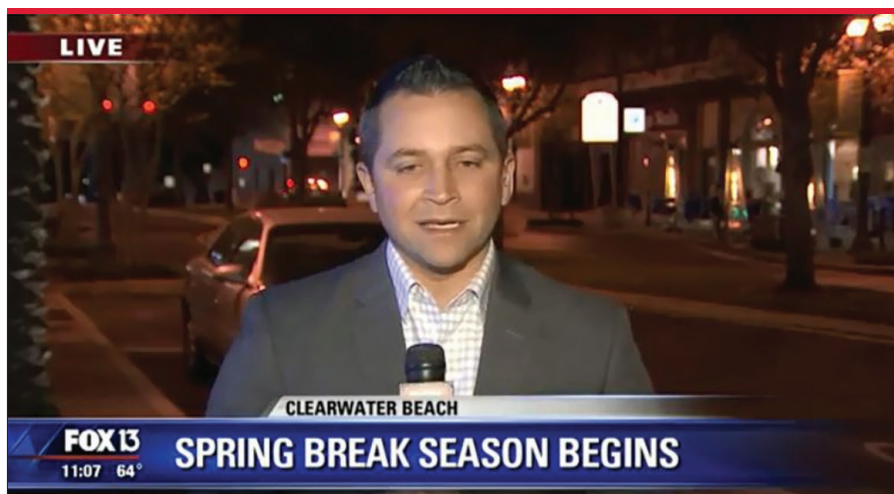 LIVE
CLEARWATER BEACH
FOX 13
SPRING BREAK SEASON BEGINS
11:07 64°